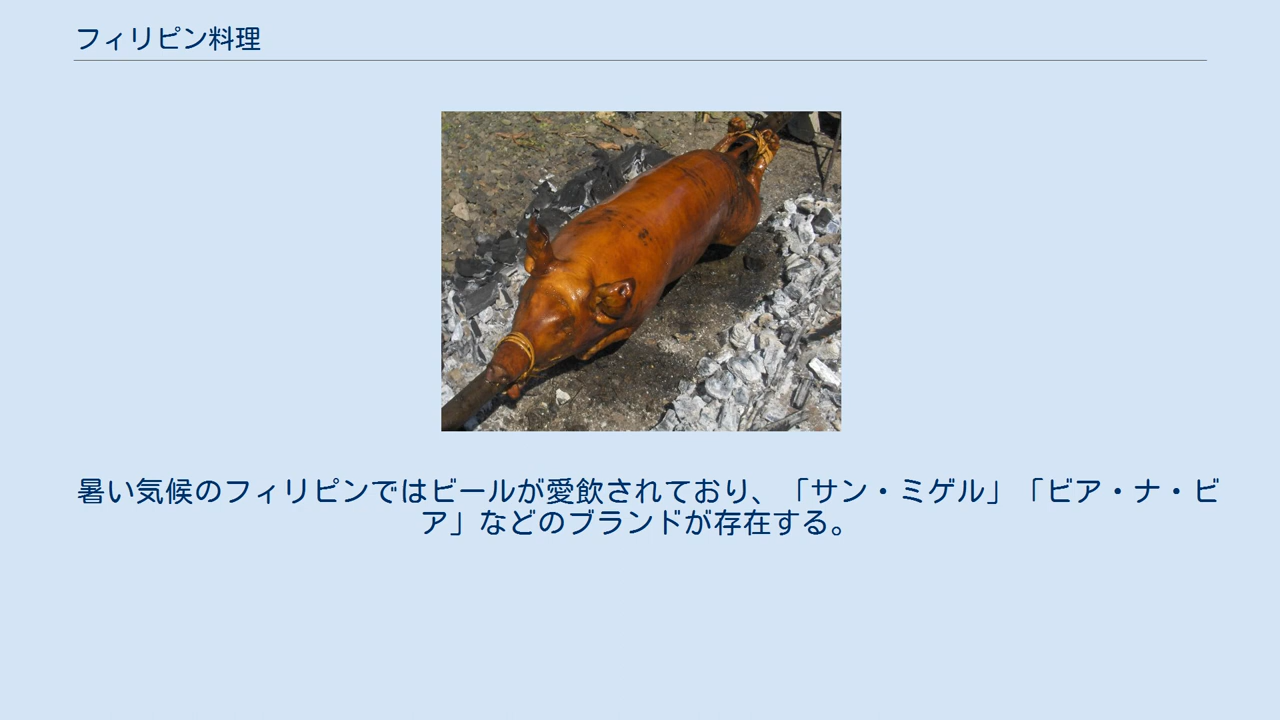 フィリピン料理
暑い気候のフィリピンではビールが愛飲されており、「サン・ミゲル」「ビア・ナ・ビ
ア」などのブランドが存在する。